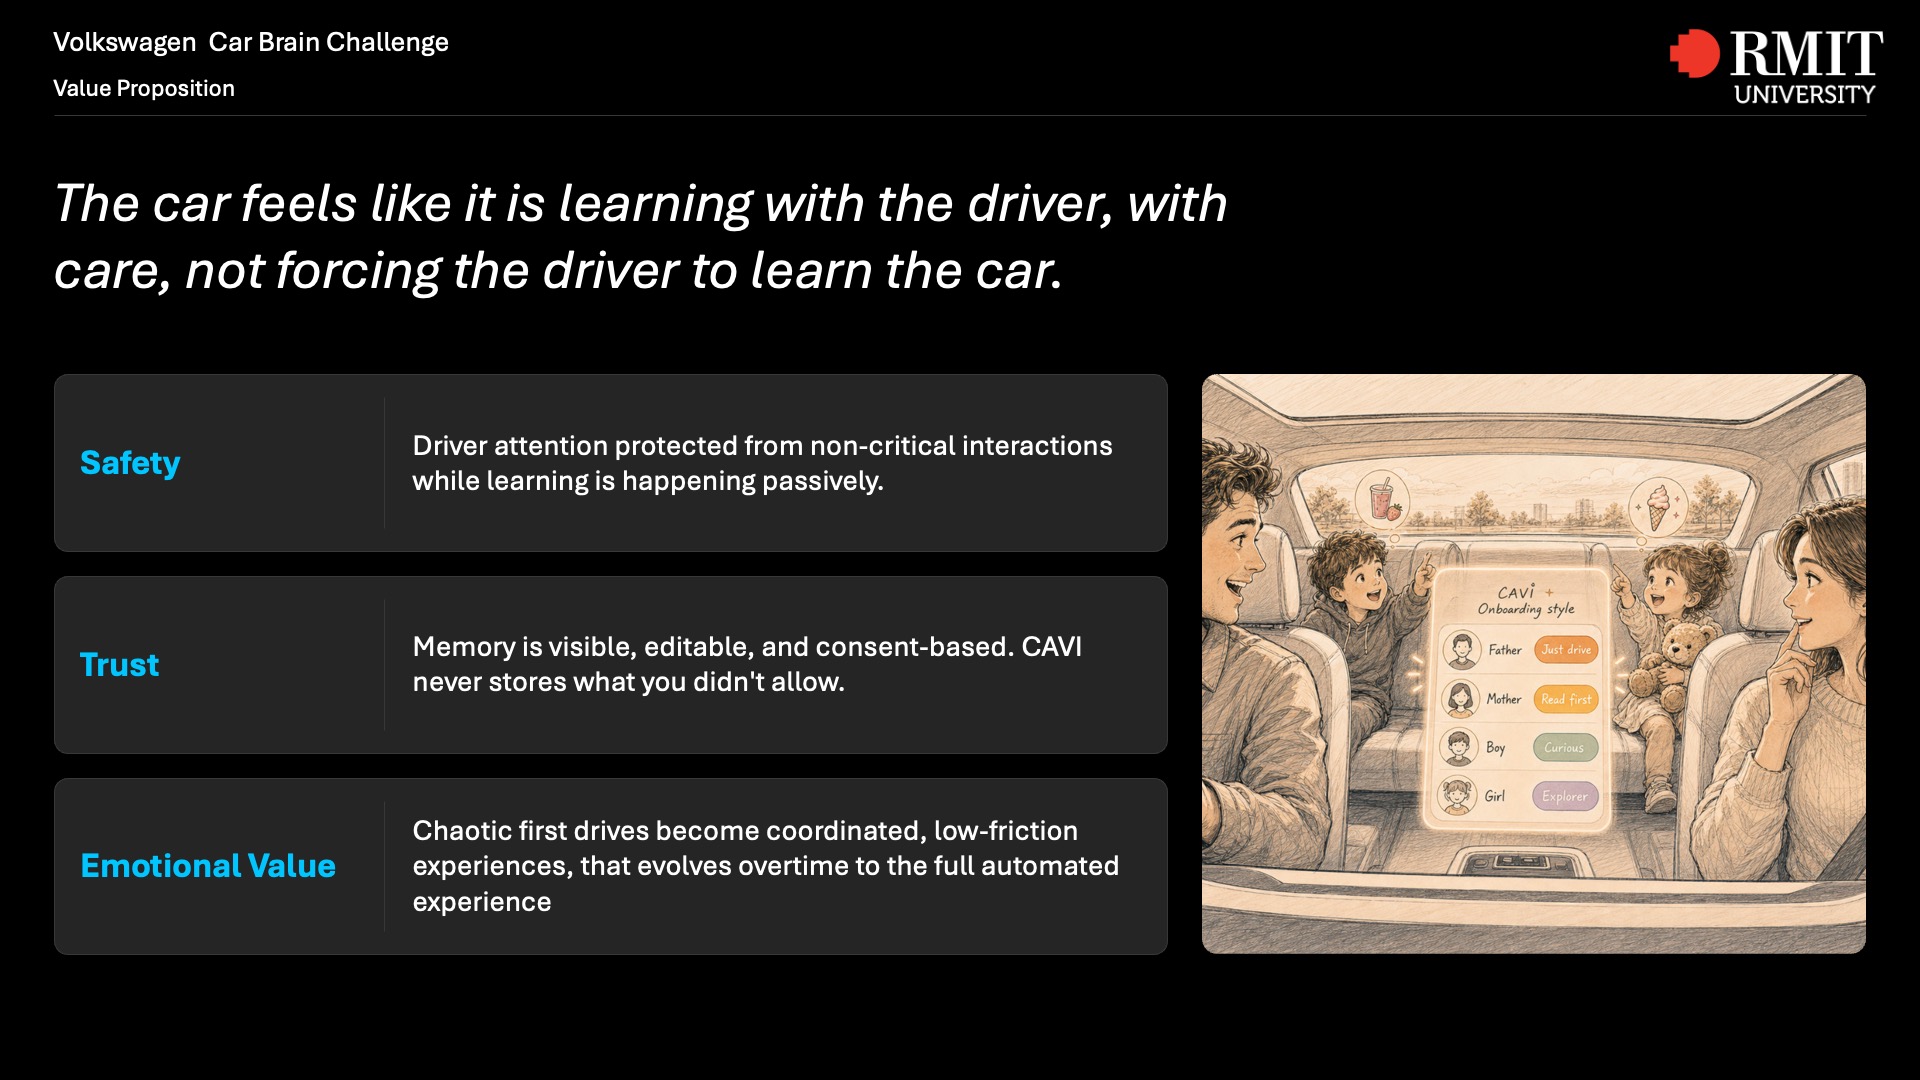 Volkswagen  Car Brain Challenge
Value Proposition
RMIT
UNIVERSITY
The car feels like it is learning with the driver, with
care, not forcing the driver to learn the car.
Safety
Driver attention protected from non-critical interactions
while learning is happening passively.
Trust
Memory is visible, editable, and consent-based. CAVI
never stores what you didn't allow.
Emotional Value
Chaotic first drives become coordinated, low-friction
experiences, that evolves overtime to the full automated
experience
CAVi
Onboarding style
Father Just drive
Mother Read first
Boy Curious
Girl Explorer